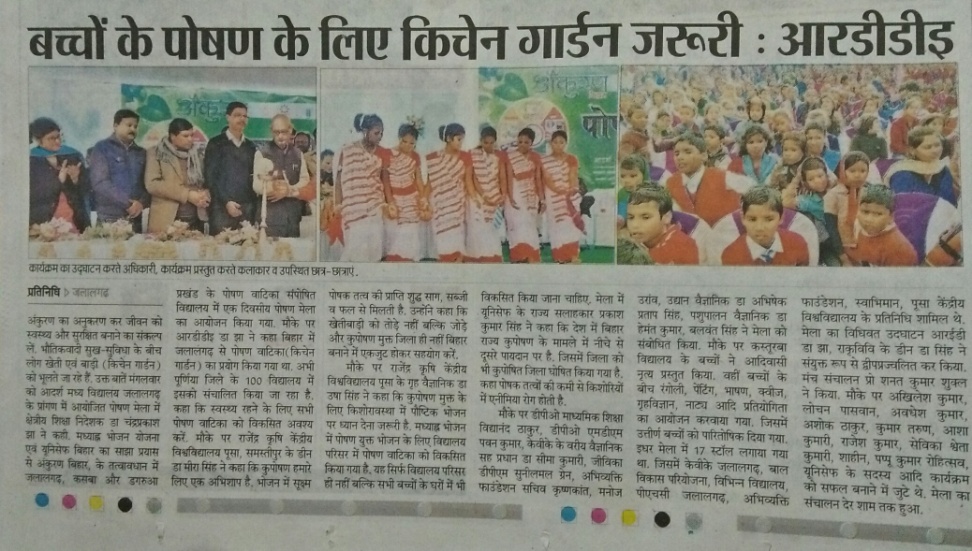 बच्चों के पोषण के लिए किचेन गार्डन जरूरी : आरडीडीइ
अंकुरण
पोष
कार्यक्रम का उद्घाटन करते अधिकारी, कार्यक्रम प्रस्तुत करते कलाकार व उपस्थित छात्र-छात्राएं.
प्रतिनिधि > जलालगढ़
अंकुरण का अनुकरण कर जीवन को
स्वस्थ और सुरक्षित बनाने का संकल्प
लें. भौतिकवादी सुख-सुविधा के बीच
लोग खेती एवं बाड़ी (किचेन गार्डन)
को भूलते जा रहे हैं. उक्त बातें मंगलवार
को आदर्श मध्य विद्यालय जलालगढ़
के प्रांगण में आयोजित पोषण मेला में
क्षेत्रीय शिक्षा निदेशक डा चंद्रप्रकाश
झा ने कही. मध्याह्न भोजन योजना
एवं यूनिसेफ बिहार का साझा प्रयास
से अंकुरण बिहार, के तत्वावधान में
जलालगढ़, कसबा और डगरुआ
प्रखंड के पोषण वाटिका संपोषित
विद्यालय में एक दिवसीय पोषण मेला
का आयोजन किया गया. मौके पर
आरडीडीइ डा झा ने कहा बिहार में
जलालगढ़ से पोषण वाटिका(किचेन
गार्डन) का प्रयोग किया गया था. अभी
पूर्णिया जिले के 100 विद्यालय में
इसकी संचालित किया जा रहा है.
कहा कि स्वस्थ्य रहने के लिए सभी
पोषण वाटिका को विकसित अवश्य
करें. मौके पर राजेंद्र कृषि केंद्रीय
विश्वविद्यालय पूसा, समस्तीपुर के डीन
डा मीरा सिंह ने कहा कि कुपोषण हमारे
लिए एक अभिशाप है. भोजन में सूक्ष्म
पोषक तत्व की प्राप्ति शुद्ध साग, सब्जी
व फल से मिलती है. उन्होंने कहा कि
खेतीबाड़ी को तोड़े नहीं बल्कि जोड़े
और कुपोषण मुक्त जिला ही नहीं बिहार
बनाने में एकजुट होकर सहयोग करें.
मौके पर राजेंद्र कृषि केंद्रीय
विश्वविद्यालय पूसा के गृह वैज्ञानिक डा
उषा सिंह ने कहा कि कुपोषण मुक्त के
लिए किशोरावस्था में पौष्टिक भोजन
पर ध्यान देना जरूरी है. मध्याह्न भोजन
में पोषण युक्त भोजन के लिए विद्यालय
परिसर में पोषण वाटिका को विकसित
किया गया है, यह सिर्फ विद्यालय परिसर
ही नहीं बल्कि सभी बच्चों के घरों में भी
विकसित किया जाना चाहिए. मेला में
यूनिसेफ के राज्य सलाहकार प्रकाश
कुमार सिंह ने कहा कि देश में बिहार
राज्य कुपोषण के मामले में नीचे से
दूसरे पायदान पर है. जिसमें जिला को
भी कुपोषित जिला घोषित किया गया है.
कहा पोषक तत्वों की कमी से किशोरियों
में एनीमिया रोग होती है.
मौके पर डीपीओ माध्यमिक शिक्षा
विद्यानंद ठाकुर, डीपीओ एमडीएम
पवन कुमार, केवीके के वरीय वैज्ञानिक
सह प्रधान डा सीमा कुमारी, जीविका
डीपीएम सुनीलमल ग्रेन, अभिव्यक्ति
फाउंडेशन सचिव कृष्णकांत, मनोज
उरांव, उद्यान वैज्ञानिक डा अभिषेक
प्रताप सिंह, पशुपालन वैज्ञानिक डा
हेमंत कुमार, बलवंत सिंह ने मेला को
संबोधित किया. मौके पर कस्तूरबा
विद्यालय के बच्चों ने आदिवासी
नृत्य प्रस्तुत किया. वहीं बच्चों के
बीच रंगोली, पेंटिंग, भाषण, क्वीज,
गृहविज्ञान, नाट्य आदि प्रतियोगिता
का आयोजन करवाया गया. जिसमें
उत्तीर्ण बच्चों को पारितोषिक दिया गया.
इधर मेला में 17 स्टॉल लगाया गया
था. जिसमें केवीके जलालगढ़, बाल
विकास परियोजना, विभिन्न विद्यालय,
पीएचसी जलालगढ़, अभिव्यक्ति
फाउंडेशन, स्वाभिमान, पूसा केंद्रीय
विश्वविद्यालय के प्रतिनिधि शामिल थे.
मेला का विधिवत उदघाटन आरईडी
डा झा, राकृविवि के डीन डा सिंह ने
संयुक्त रूप से द्वीपप्रज्वलित कर किया.
मंच संचालन प्रो शनत कुमार शुक्ल
ने किया. मौके पर अखिलेश कुमार,
लोचन पासवान, अवधेश कुमार,
अशोक ठाकुर, कुमार तरुण, आशा
कुमारी, राजेश कुमार, सेविका श्वेता
कुमारी, शाहीन, पप्पू कुमार रोहित्सव,
यूनिसेफ के सदस्य आदि कार्यक्रम
को सफल बनाने में जुटे थे. मेला का
संचालन देर शाम तक हुआ.